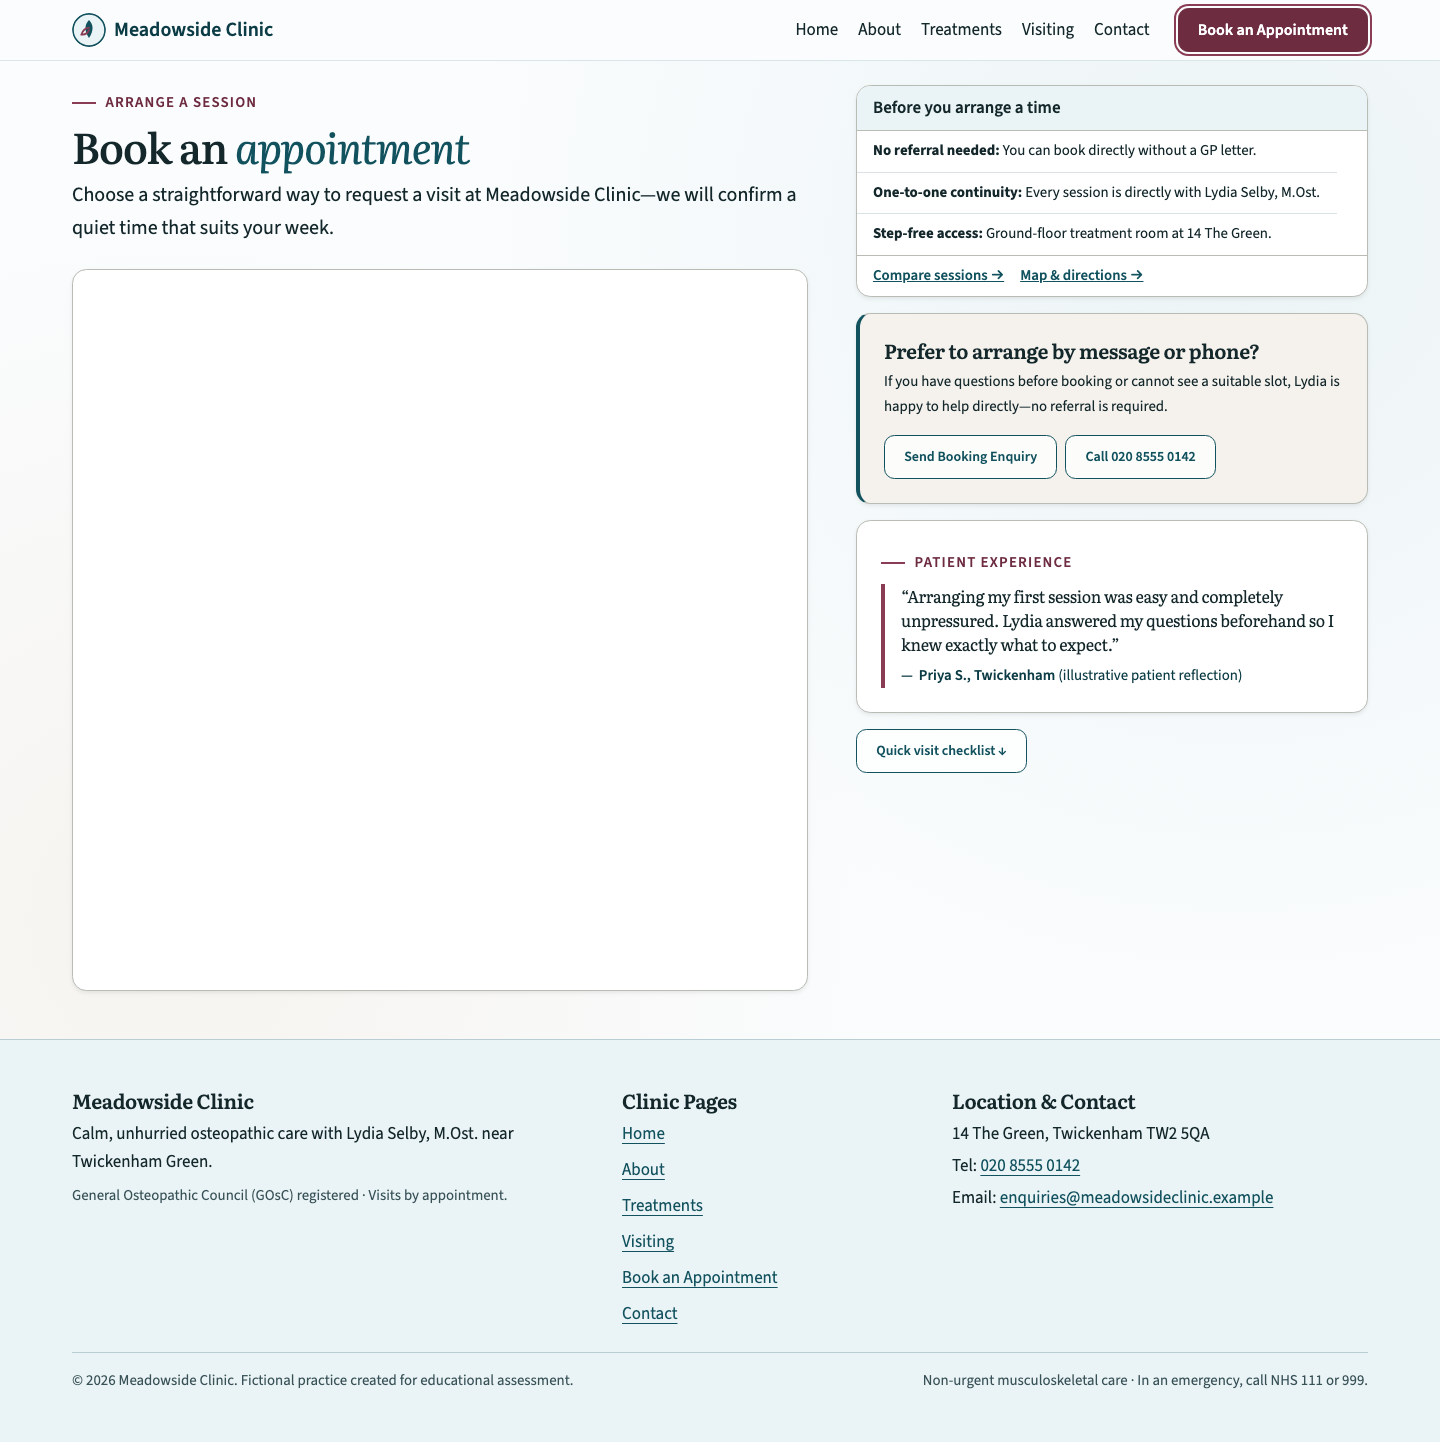 Meadowside Clinic
Home About Treatments Visiting Contact Book an Appointment
ARRANGE A SESSION
Book an appointment
Choose a straightforward way to request a visit at Meadowside Clinic—we will confirm a
quiet time that suits your week.
Before you arrange a time
No referral needed: You can book directly without a GP letter.
One-to-one continuity: Every session is directly with Lydia Selby, M.Ost.
Step-free access: Ground-floor treatment room at 14 The Green.
Compare sessions → Map & directions →
Prefer to arrange by message or phone?
If you have questions before booking or cannot see a suitable slot, Lydia is
happy to help directly—no referral is required.
Send Booking Enquiry Call 020 8555 0142
PATIENT EXPERIENCE
“Arranging my first session was easy and completely
unpressured. Lydia answered my questions beforehand so I
knew exactly what to expect.”
— Priya S., Twickenham (illustrative patient reflection)
Quick visit checklist ↓
Meadowside Clinic
Calm, unhurried osteopathic care with Lydia Selby, M.Ost. near
Twickenham Green.
General Osteopathic Council (GOsC) registered · Visits by appointment.
Clinic Pages
Home
About
Treatments
Visiting
Book an Appointment
Contact
Location & Contact
14 The Green, Twickenham TW2 5QA
Tel: 020 8555 0142
Email: enquiries@meadowsideclinic.example
© 2026 Meadowside Clinic. Fictional practice created for educational assessment.
Non-urgent musculoskeletal care · In an emergency, call NHS 111 or 999.